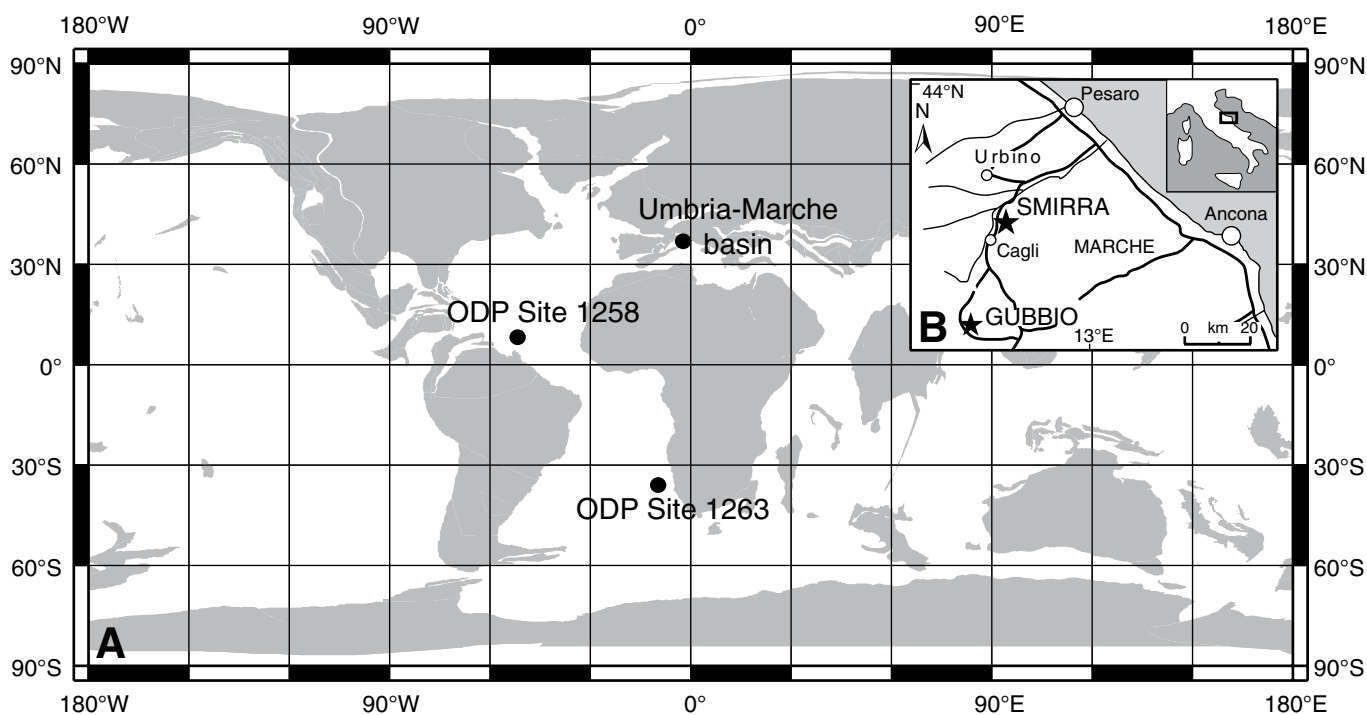 180°W 90°W 0° 90°E 180°E
90°N 90°N
44°N
N
Pesaro
Urbino
60°N 60°N
SMIRRA
Umbria-Marche
basin
Ancona
Cagli
MARCHE
30°N 30°N
ODP Site 1258
GUBBIO
B
13°E
0 km 20
0° 0°
30°S 30°S
ODP Site 1263
60°S 60°S
A
90°S 90°S
180°W 90°W 0° 90°E 180°E